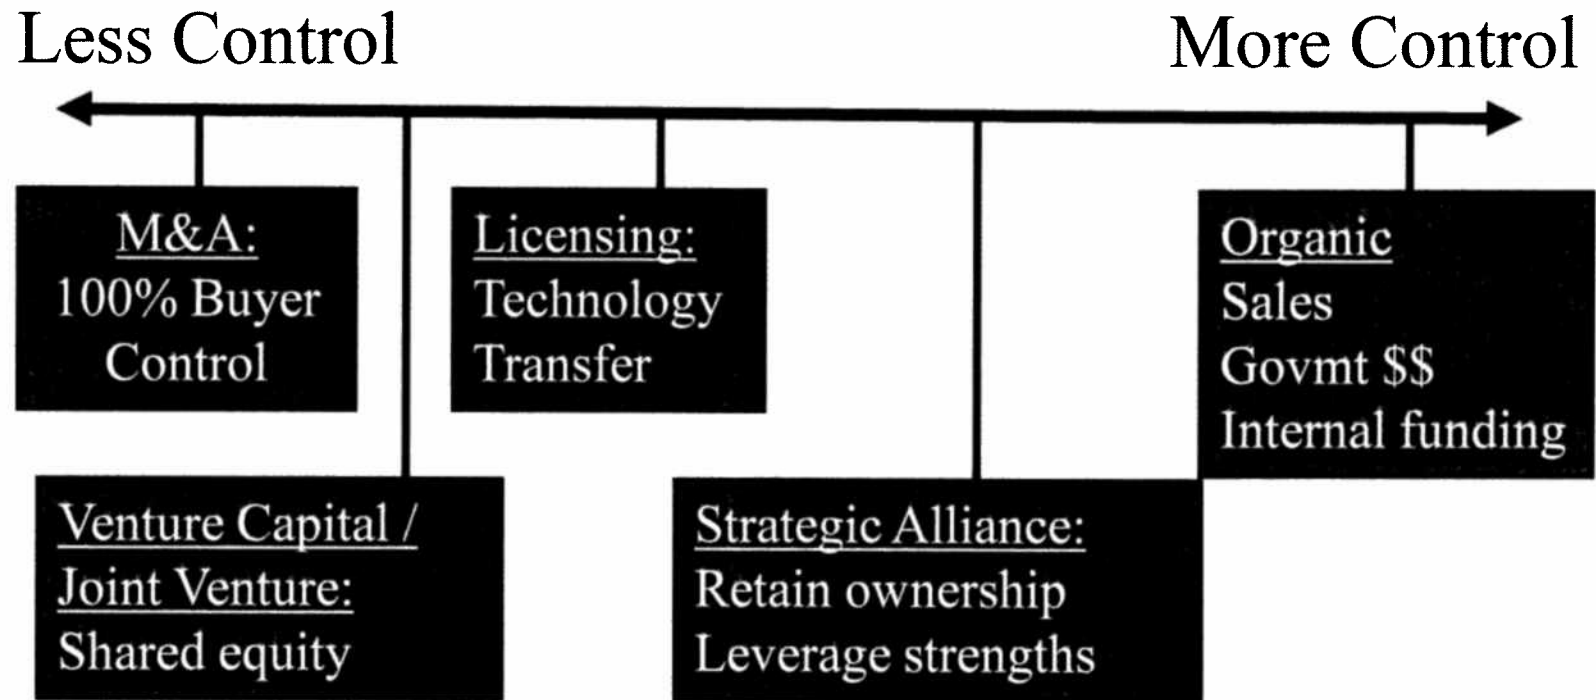 Less Control
More Control
M&A:
100% Buyer
Control
Licensing:
Technology
Transfer
Organic
Sales
Govmt $$
Internal funding
Venture Capital /
Joint Venture:
Shared equity
Strategic Alliance:
Retain ownership
Leverage strengths